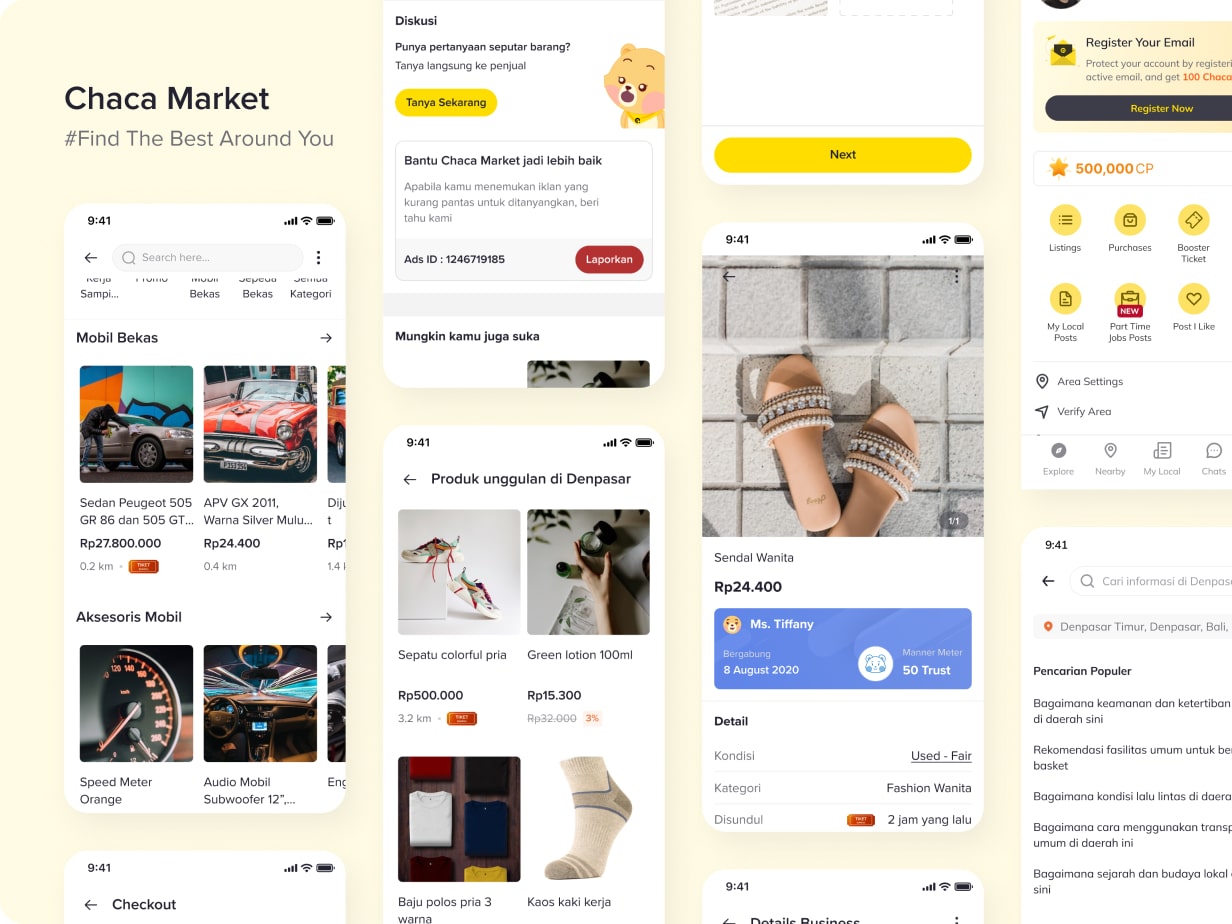 Chaca Market
#Find The Best Around You
9:41
Search here...
Kerja
Sampi...
Promo
Mobil
Bekas
Sepeda
Bekas
Semua
Kategori
Mobil Bekas
Sedan Peugeot 505
GR 86 dan 505 GT...
Rp27.800.000
0.2 km
TIKET
APV GX 2011,
Warna Silver Mulu...
Rp24.400
0.4 km
Aksesoris Mobil
Speed Meter
Orange
Audio Mobil
Subwoofer 12”,...
9:41
Checkout
Diskusi
Punya pertanyaan seputar barang?
Tanya langsung ke penjual
Tanya Sekarang
Bantu Chaca Market jadi lebih baik
Apabila kamu menemukan iklan yang
kurang pantas untuk ditanyangkan, beri
tahu kami
Ads ID : 1246719185
Laporkan
Mungkin kamu juga suka
9:41
Produk unggulan di Denpasar
Sepatu colorful pria
Rp500.000
3.2 km
TIKET
Green lotion 100ml
Rp15.300
Rp32.000
3%
Baju polos pria 3
warna
Kaos kaki kerja
Next
9:41
1/1
Sendal Wanita
Rp24.400
Ms. Tiffany
Bergabung
8 August 2020
Manner Meter
50 Trust
Detail
Kondisi
Used - Fair
Kategori
Fashion Wanita
Disundul
TIKET
2 jam yang lalu
9:41
Details Business
Register Your Email
Protect your account by registeri
active email, and get 100 Chaca
Register Now
500,000 CP
Listings
Purchases
Booster
Ticket
My Local
Posts
NEW
Part Time
Jobs Posts
Post I Like
Area Settings
Verify Area
Explore
Nearby
My Local
Chats
9:41
Cari informasi di Denpasa
Denpasar Timur, Denpasar, Bali,
Pencarian Populer
Bagaimana keamanan dan ketertiban
di daerah sini
Rekomendasi fasilitas umum untuk be
basket
Bagaimana kondisi lalu lintas di daera
Bagaimana cara menggunakan transp
umum di daerah ini
Bagaimana sejarah dan budaya lokal
sini